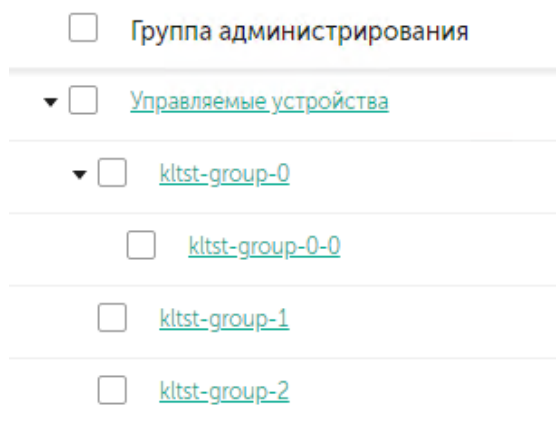 Группа администрирования
Управляемые устройства
kltst-group-0
kltst-group-0-0
kltst-group-1
kltst-group-2